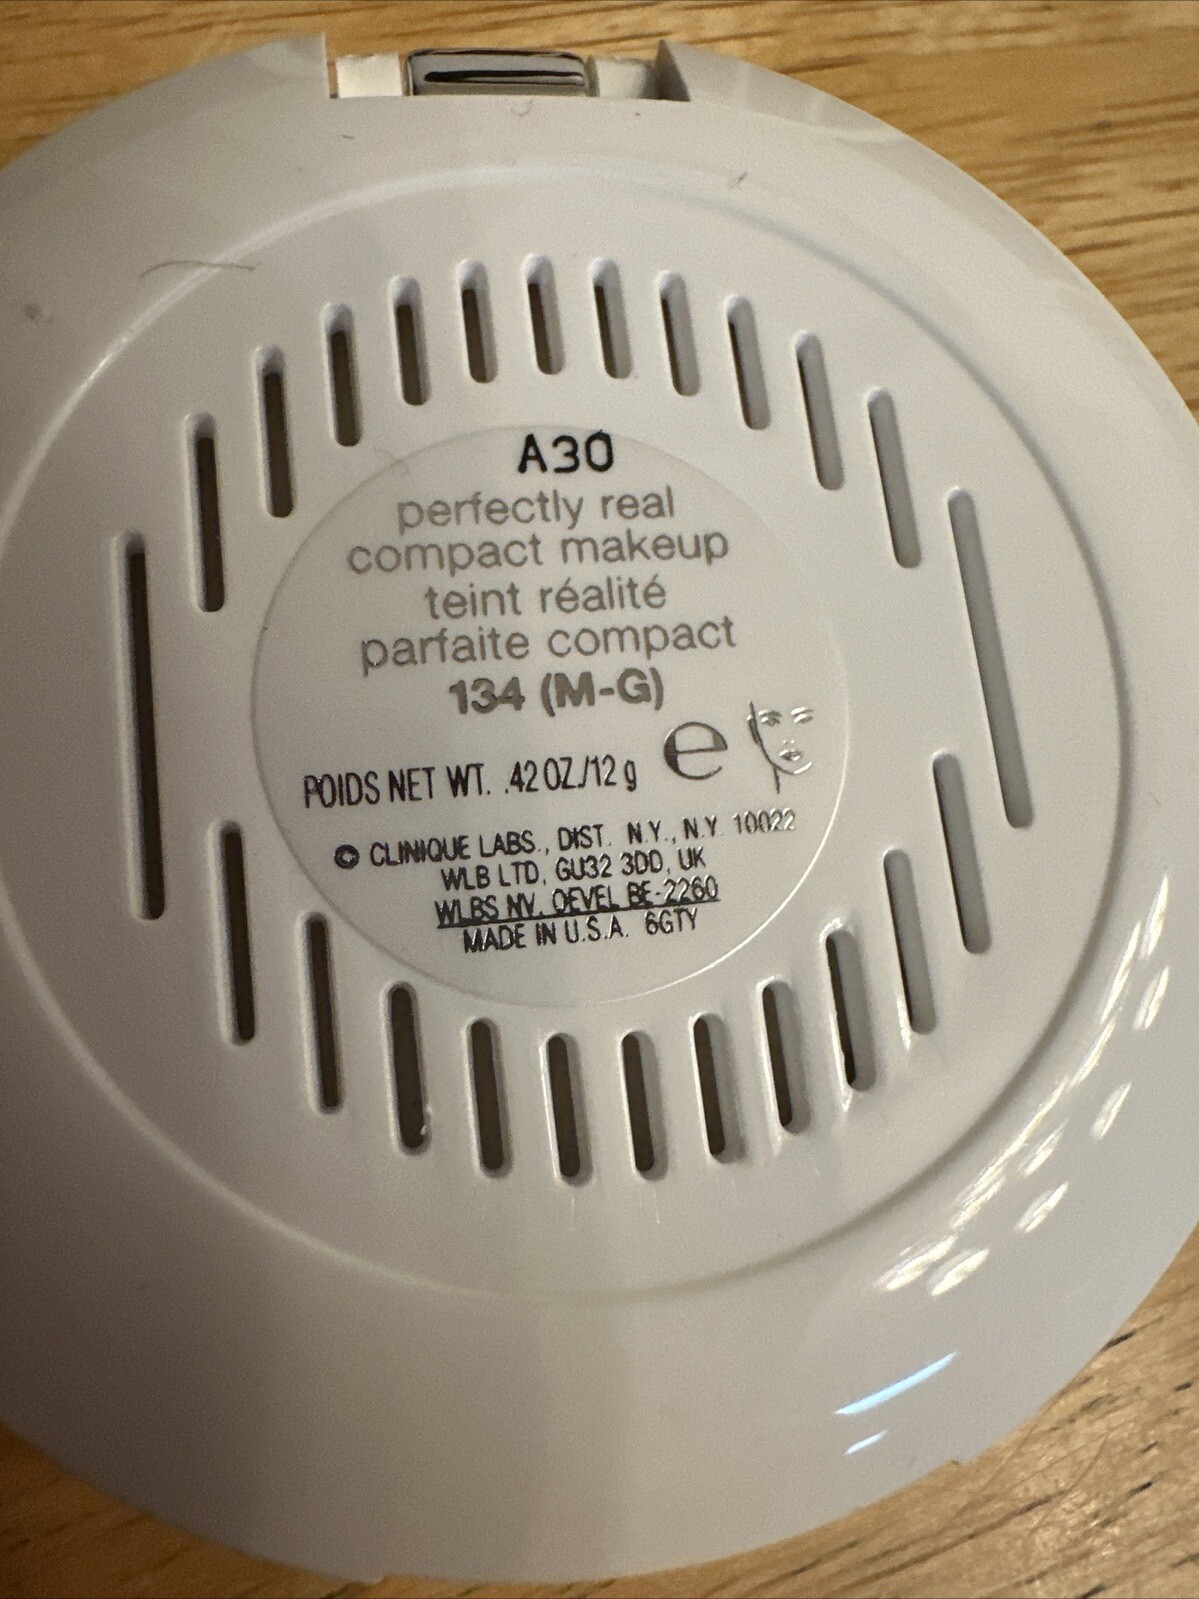 A30
perfectly real
compact makeup
teint réalité
parfaite compact
134 (M-G)
POIDS NET WT. .42 OZ./12 g e
© CLINIQUE LABS., DIST. N.Y., N.Y. 10022
WLB LTD, GU32 3DD, UK
WLBS NV, OEVEL BE-2260
MADE IN U.S.A. 6GTY